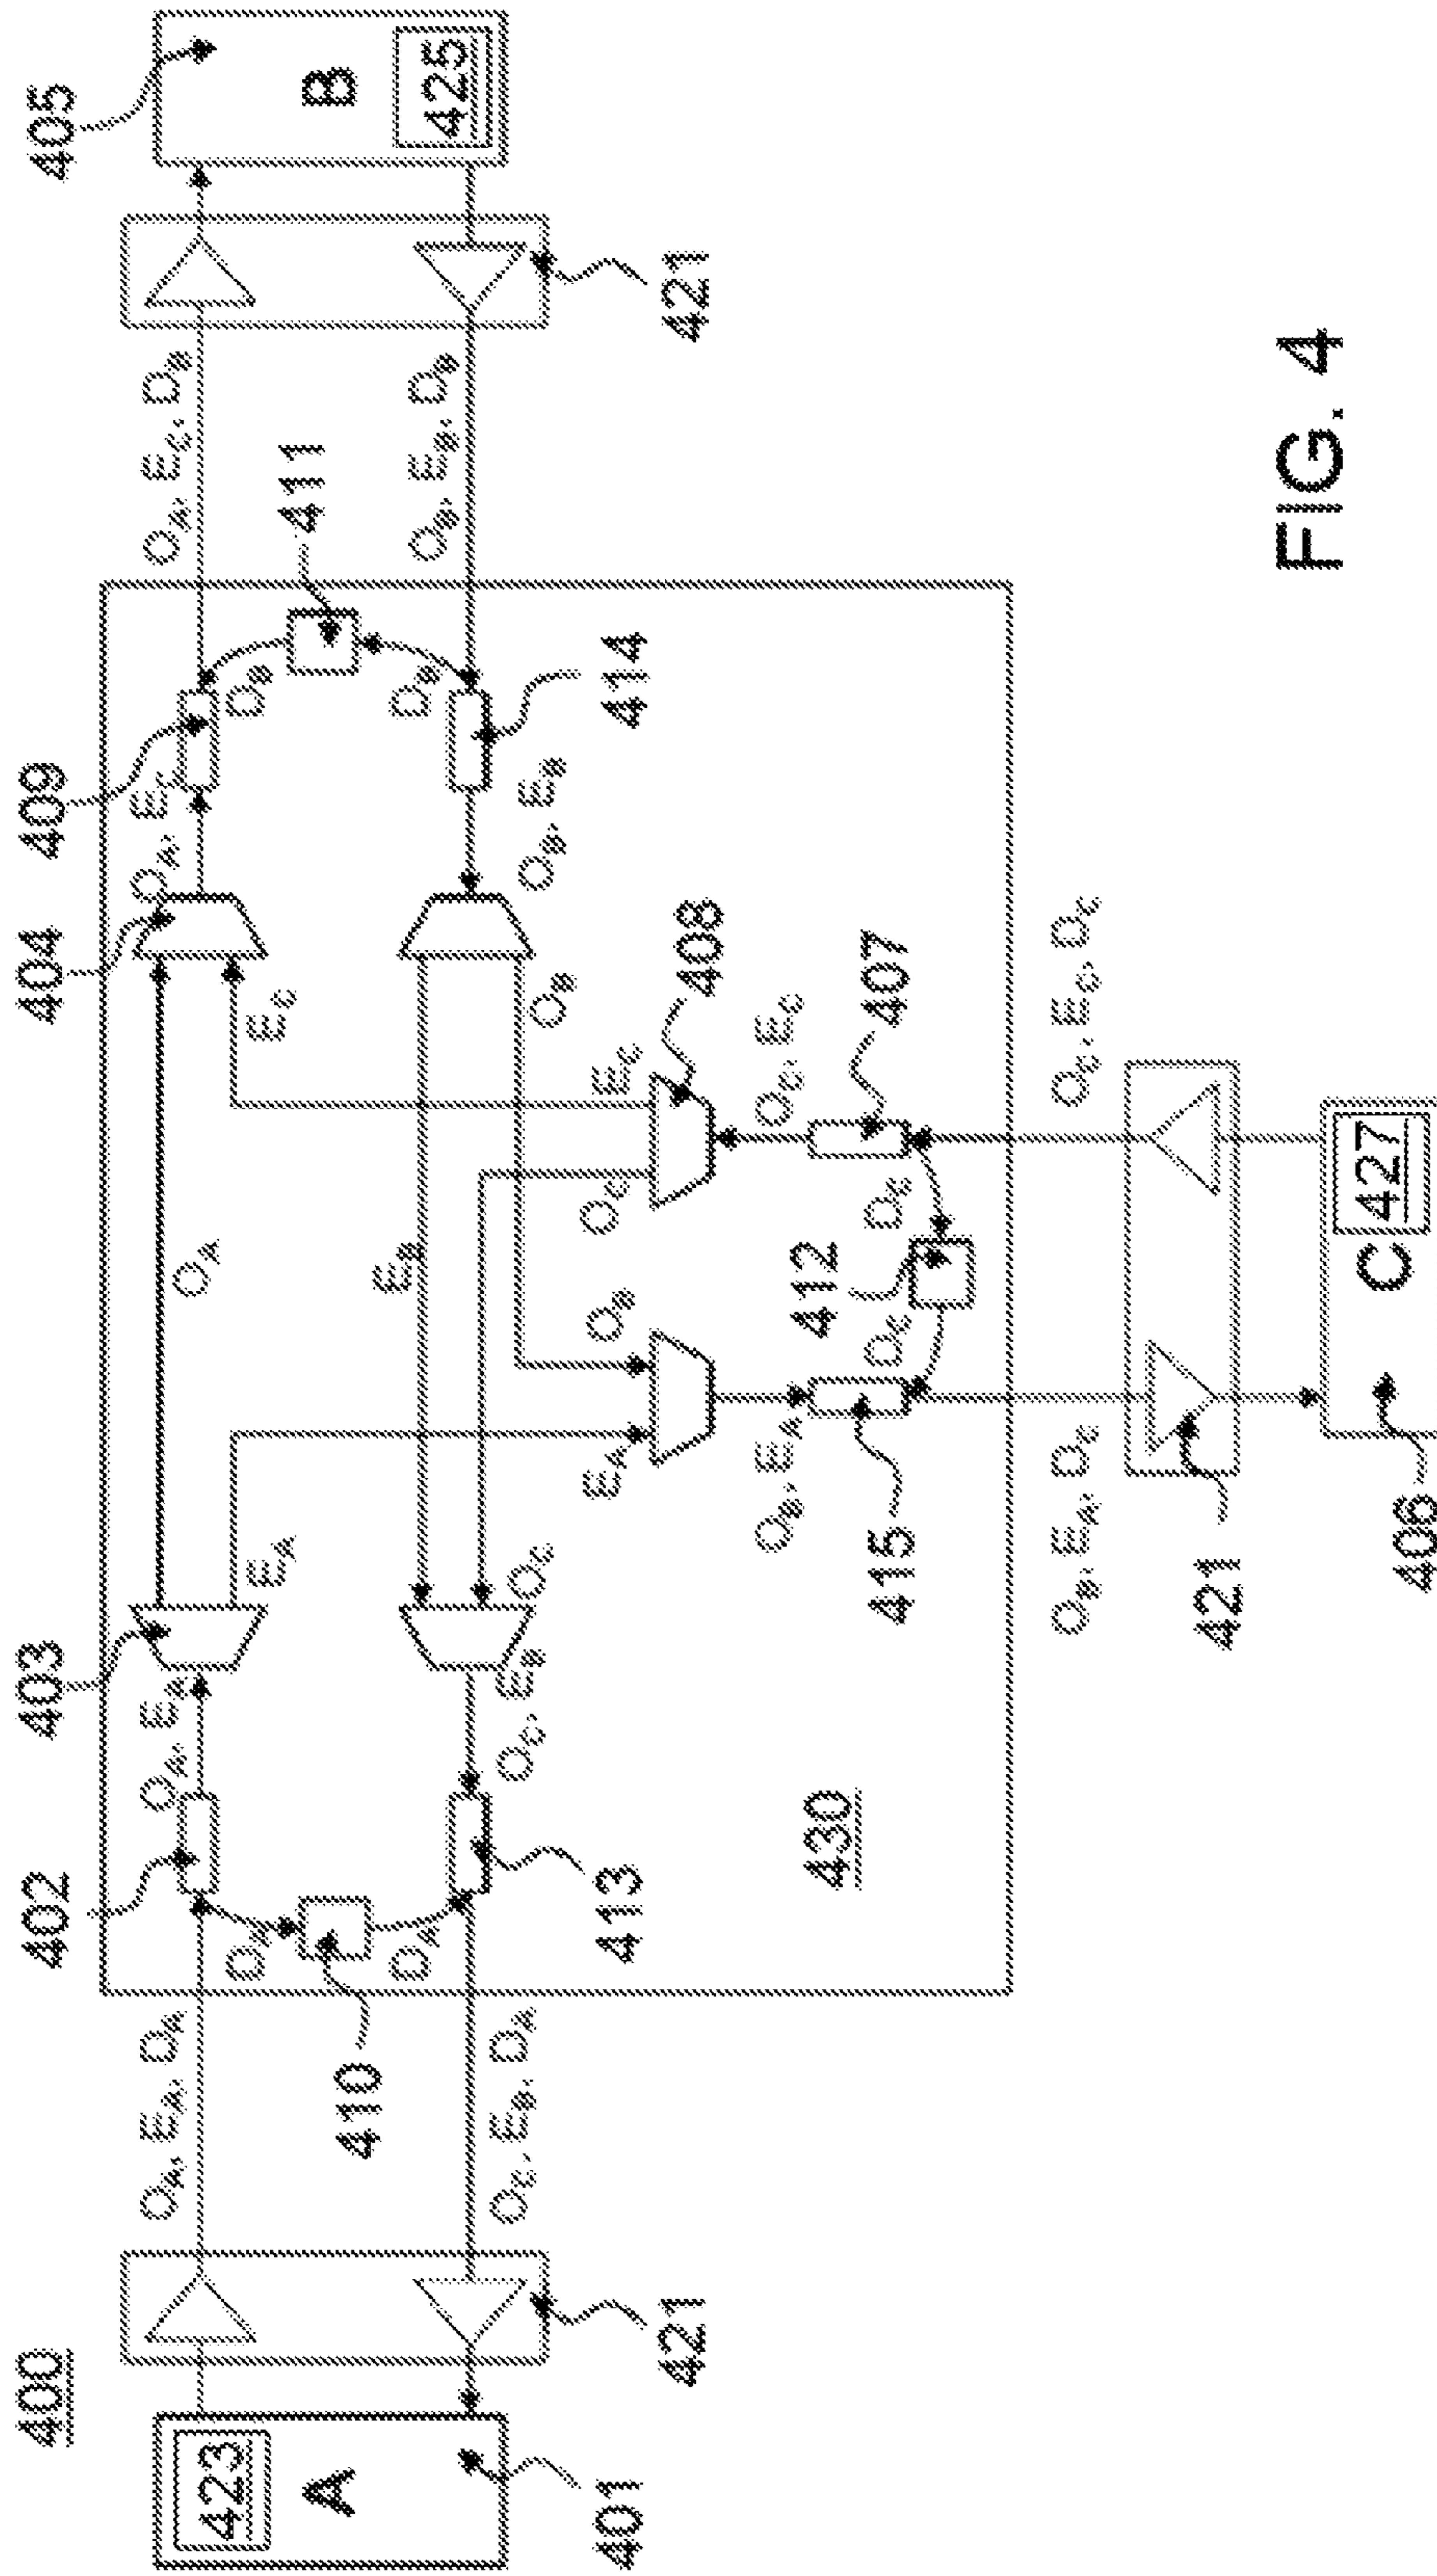 400
423
A
401
421
O_A, E_A, D_A
O_C, E_B, D_A
402
D_A
410
D_A
413
O_A, E_A
403
O_C, E_B
430
E_A
O_C
O_A
E_B
E_A
O_B
O_B, E_A
415
D_C
412
D_C
O_C
E_C
408
O_C, E_C
407
O_B, E_A, D_C
O_C, E_C, D_C
421
406
C
427
404
E_C
O_B
O_A, E_C
409
O_B, E_B
414
D_B
411
D_B
O_A, E_C, D_B
O_B, E_B, D_B
421
405
B
425
FIG. 4